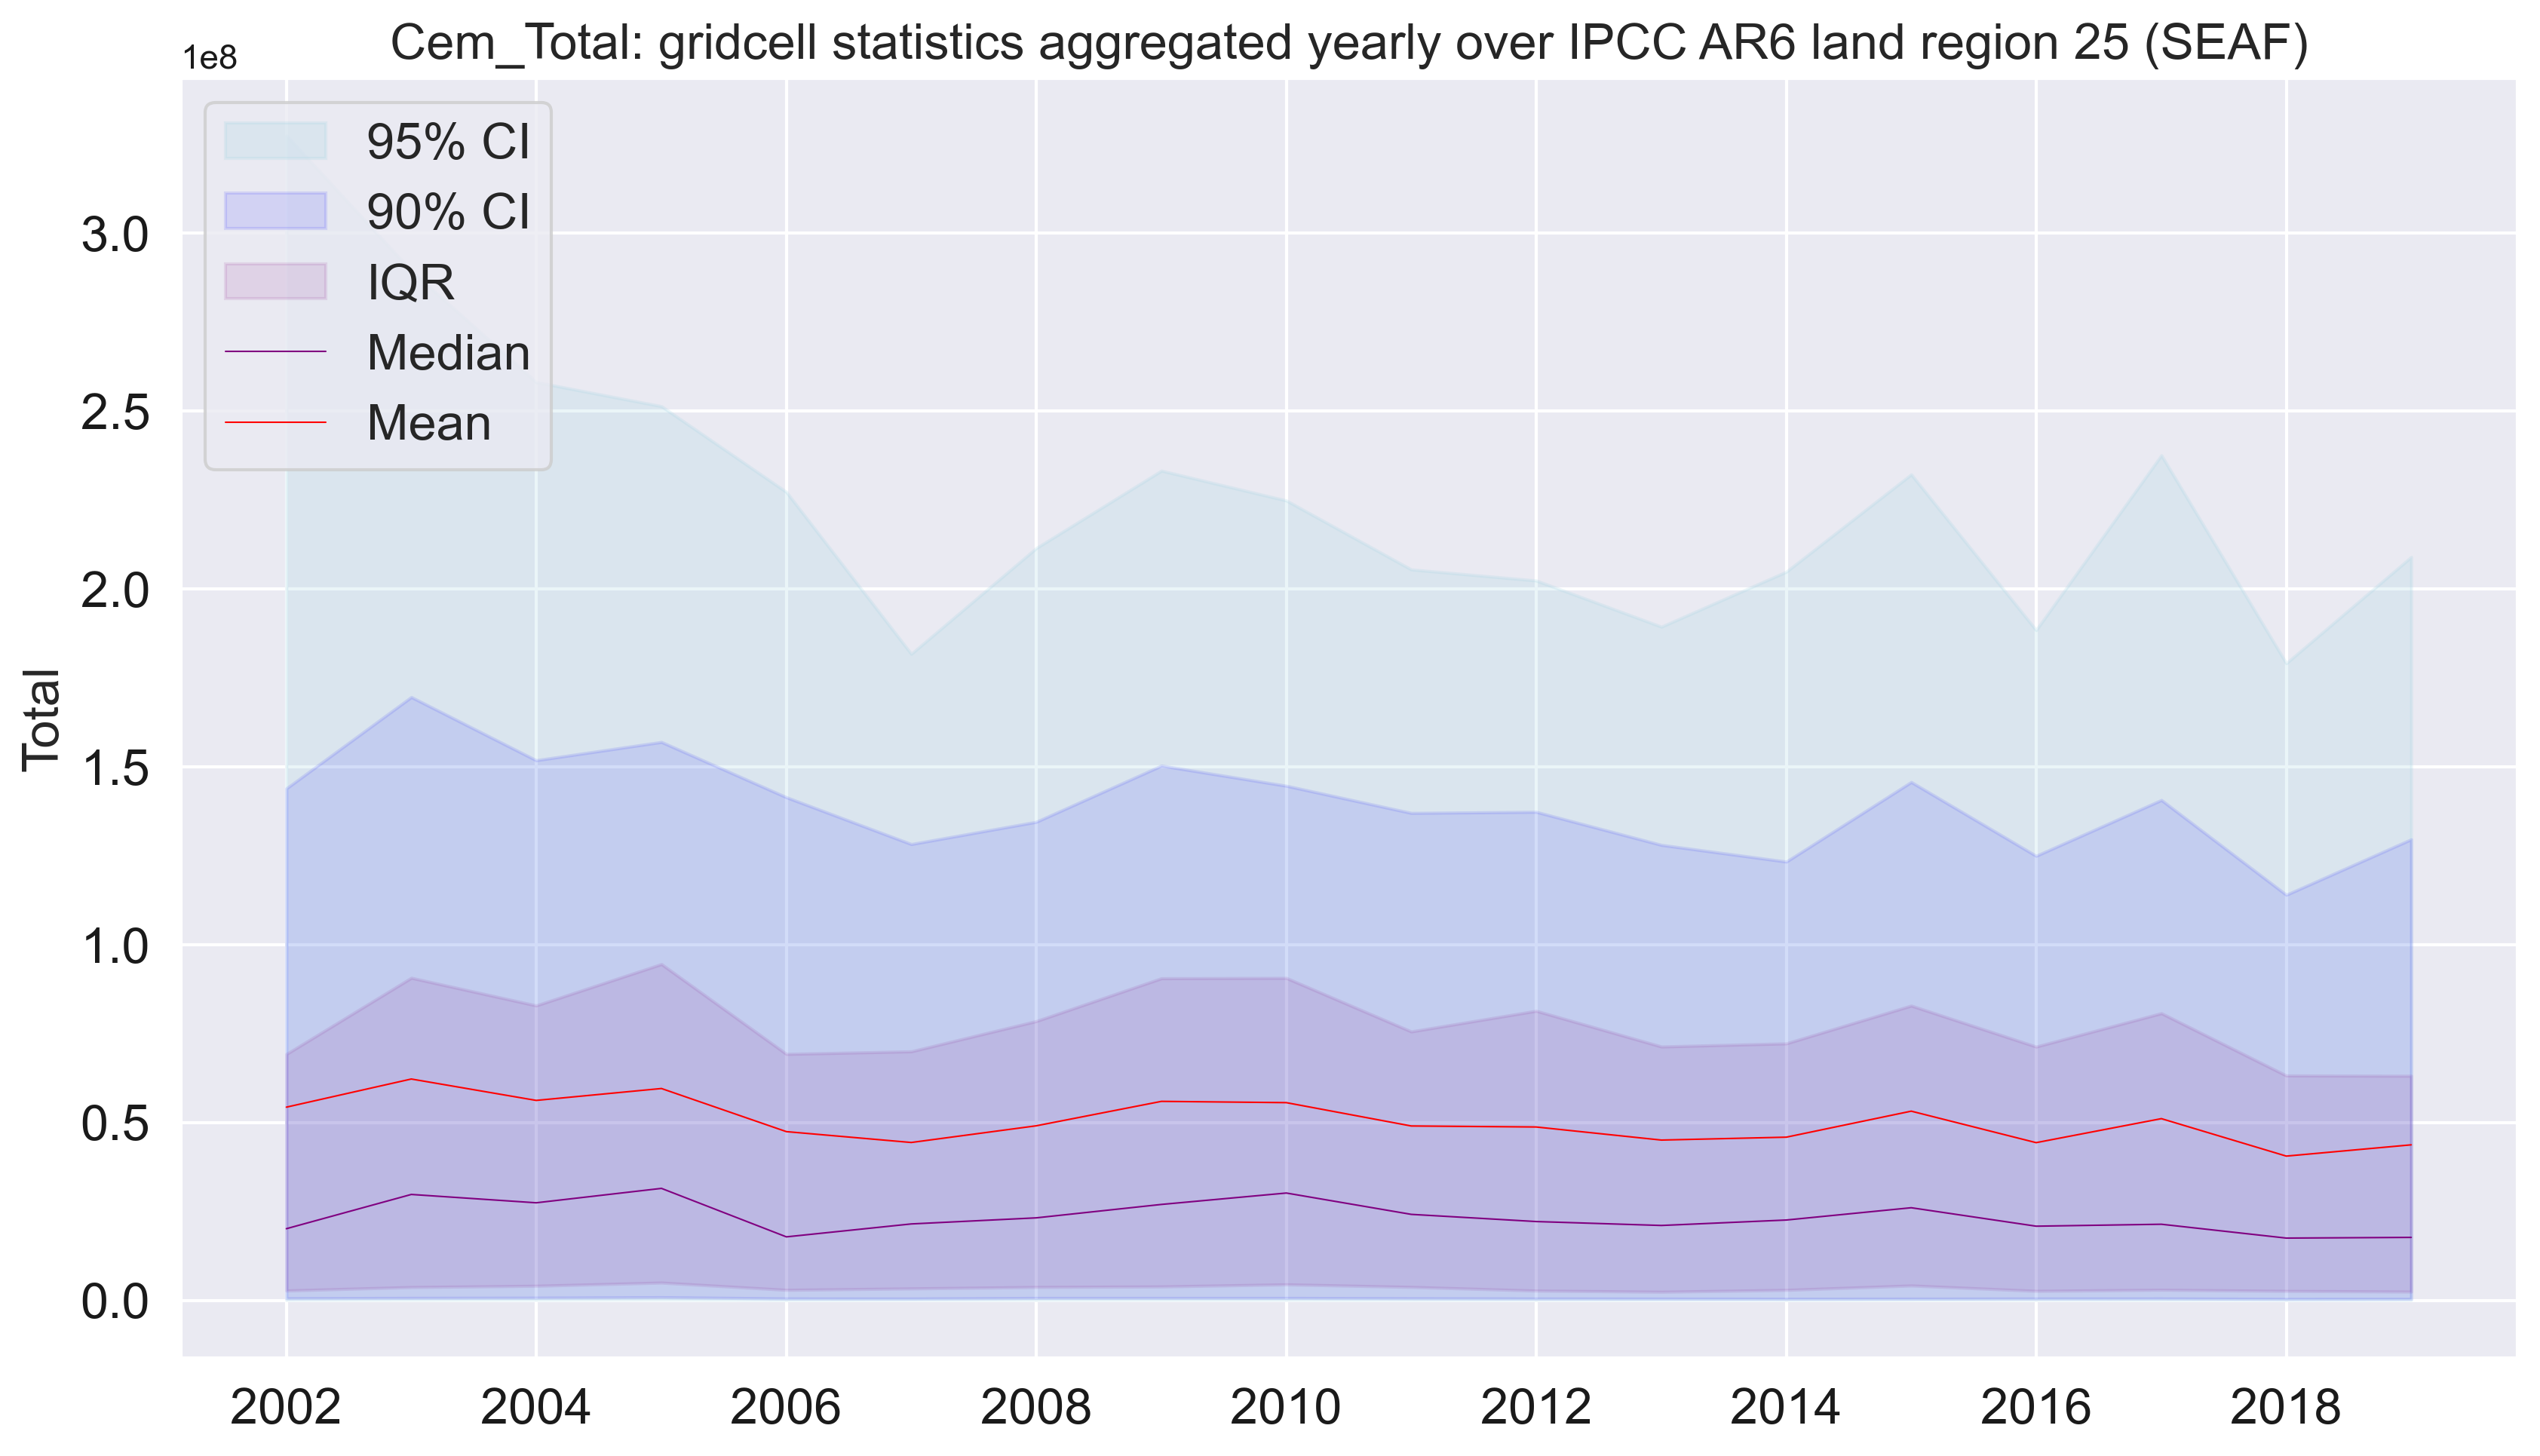 Cem_Total: gridcell statistics aggregated yearly over IPCC AR6 land region 25 (SEAF)
1e8
95% CI
90% CI
IQR
Median
Mean
3.0
2.5
2.0
1.5
1.0
0.5
0.0
Total
2002 2004 2006 2008 2010 2012 2014 2016 2018